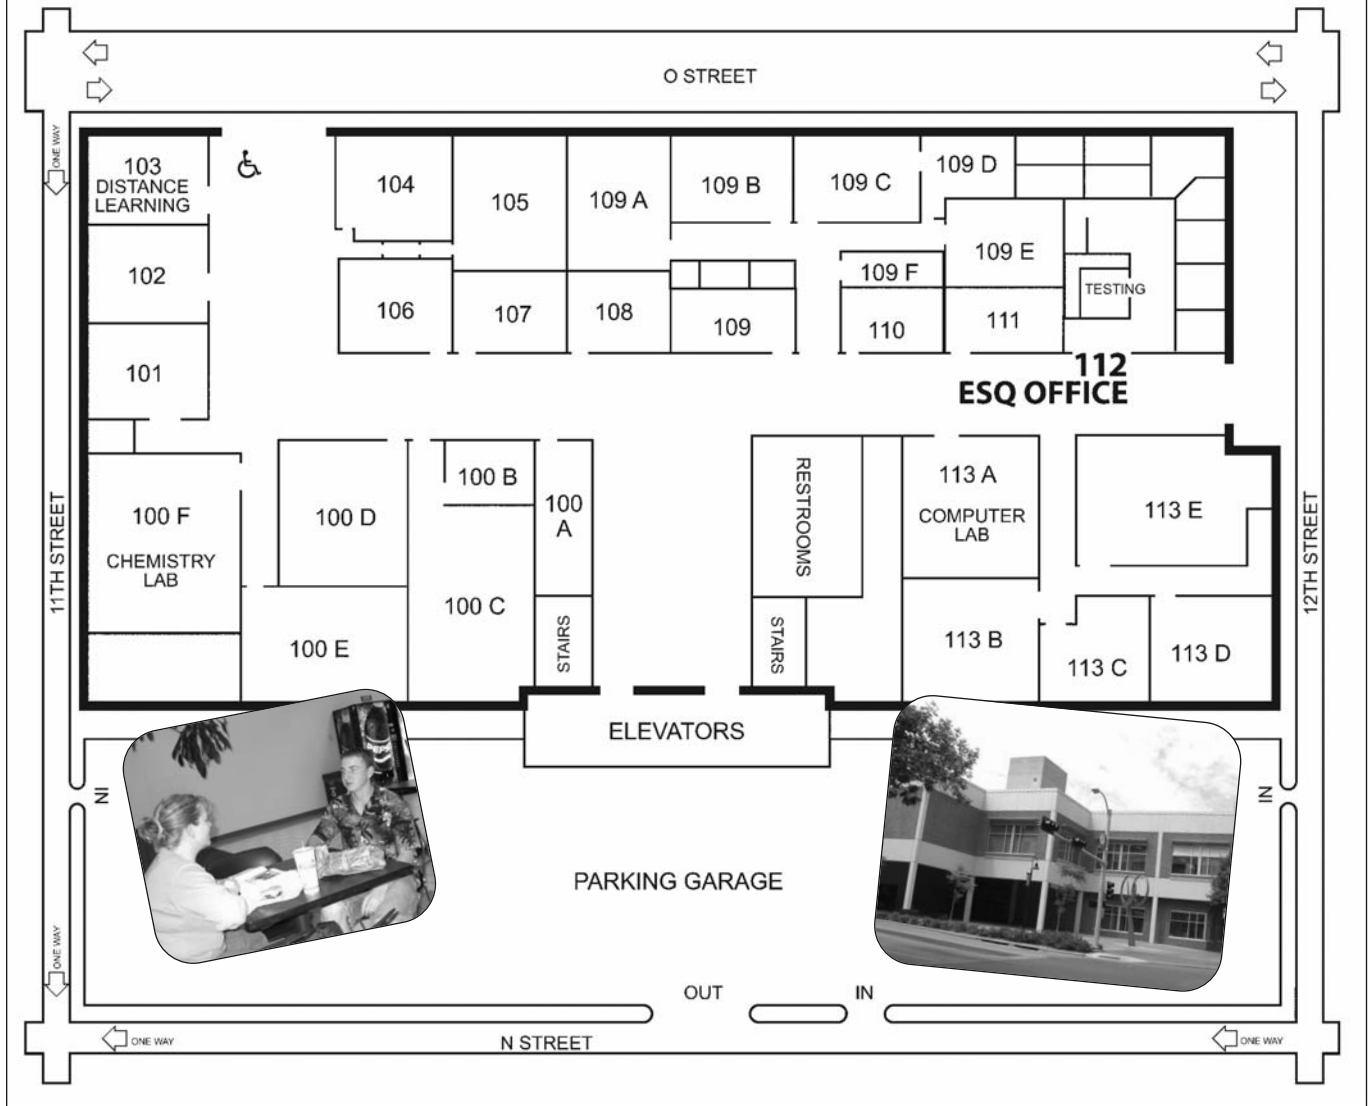 O STREET
ONE WAY
103
DISTANCE
LEARNING
104
105
109 A
109 B
109 C
109 D
102
109 E
109 F
TESTING
106
107
108
109
110
111
101
112
ESQ OFFICE
100 F
CHEMISTRY
LAB
100 D
100 B
100
A
100 C
100 E
STAIRS
RESTROOMS
STAIRS
113 A
COMPUTER
LAB
113 E
113 B
113 C
113 D
11TH STREET
12TH STREET
ELEVATORS
IN
IN
PEPSI
PARKING GARAGE
ONE WAY
OUT
IN
ONE WAY
N STREET
ONE WAY